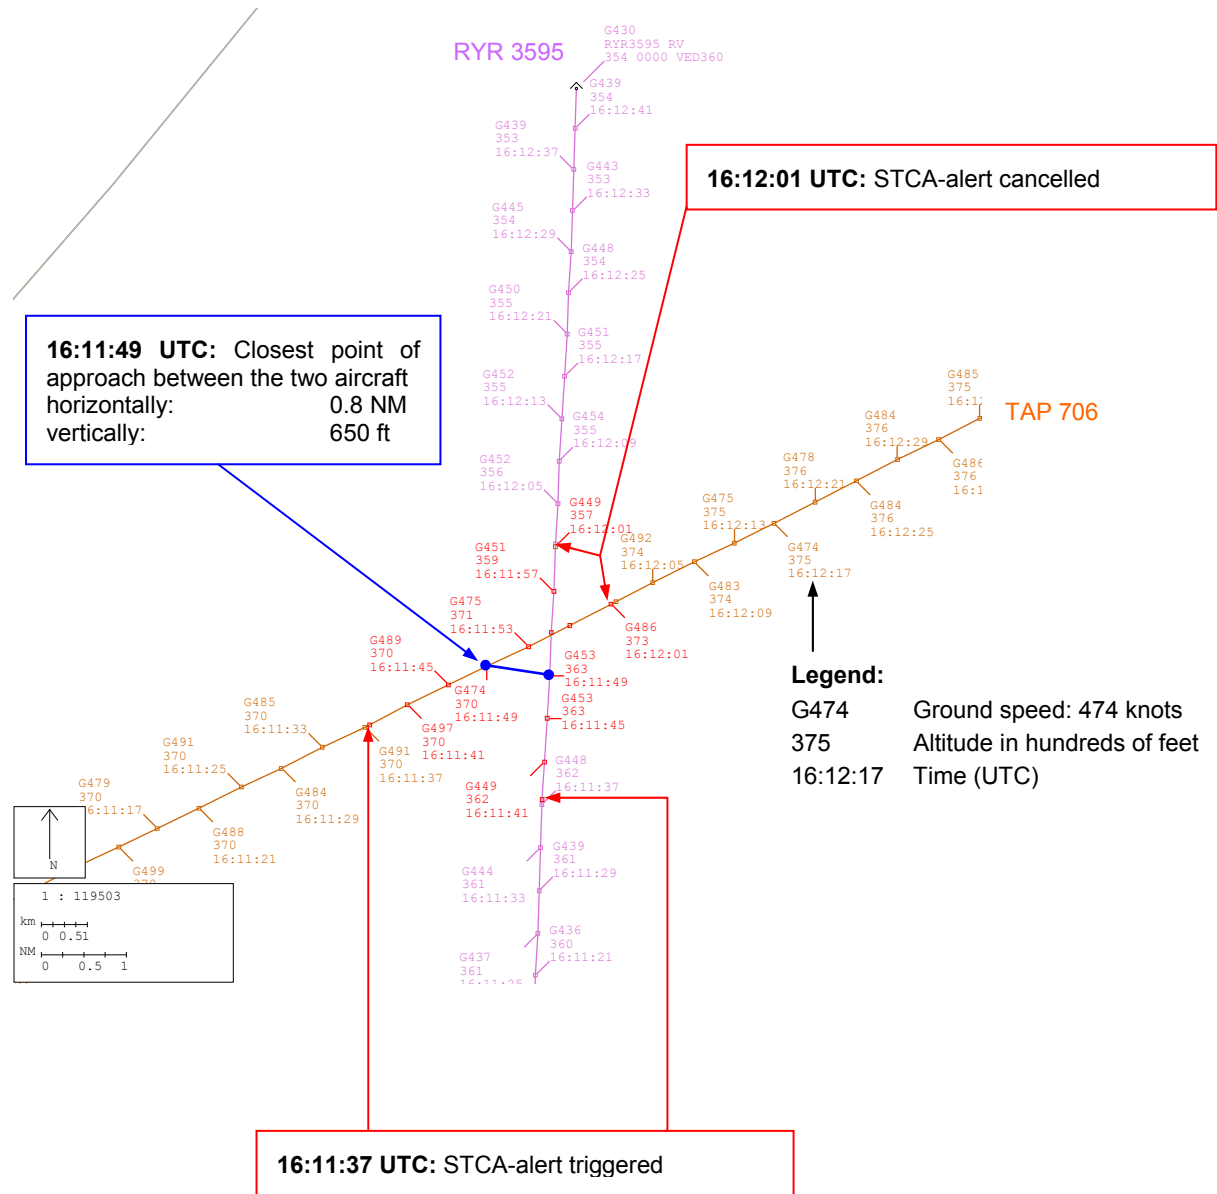 G430
RYR3595 RV
354 0000 VED360
RYR 3595
G439
354
16:12:41
G439
353
16:12:37
G443
353
16:12:33
16:12:01 UTC: STCA-alert cancelled
G445
354
16:12:29
G448
354
16:12:25
G450
355
16:12:21
G451
355
16:12:17
16:11:49 UTC: Closest point of
approach between the two aircraft
horizontally: 0.8 NM
vertically: 650 ft
G452
355
16:12:13
G454
355
16:12:09
G452
356
16:12:05
G449
357
16:12:01
G451
359
16:11:57
G485
375
TAP 706
G484
376
16:12:29
G486
376
G478
376
16:12:21
G484
376
16:12:25
G475
375
16:12:13
G474
375
16:12:17
G492
374
16:12:05
G483
374
16:12:09
G486
373
16:12:01
G475
371
16:11:53
G489
370
16:11:45
G474
370
16:11:49
G453
363
16:11:49
G453
363
16:11:45
G497
370
16:11:41
G485
370
16:11:33
G491
370
16:11:37
G448
362
16:11:37
G449
362
16:11:41
G491
370
16:11:25
G484
370
16:11:29
G479
370
16:11:17
G488
370
16:11:21
G499
370
G439
361
16:11:29
G444
361
16:11:33
G436
360
16:11:21
G437
361
16:11:25
Legend:
G474 Ground speed: 474 knots
375 Altitude in hundreds of feet
16:12:17 Time (UTC)
N
1 : 119503
km
0 0.51
NM
0 0.5 1
16:11:37 UTC: STCA-alert triggered